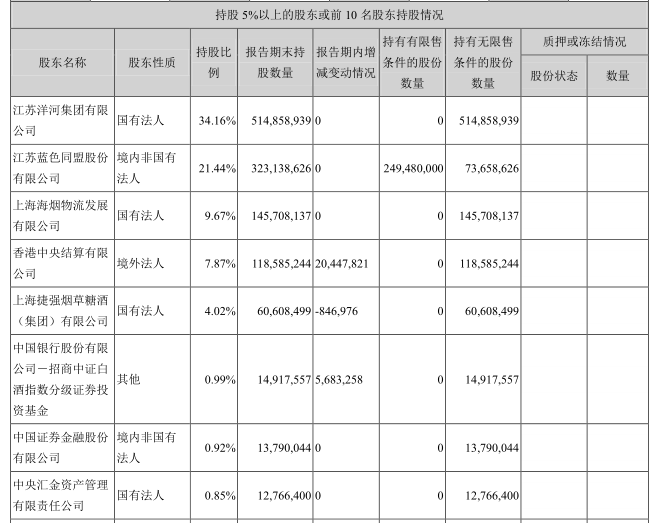 持股 5%以上的股东或前 10 名股东持股情况
股东名称 股东性质 持股比例 报告期末持股数量 报告期内增减变动情况 持有有限售条件的股份数量 持有无限售条件的股份数量 质押或冻结情况
股份状态 数量
江苏洋河集团有限公司 国有法人 34.16% 514,858,939 0 0 514,858,939
江苏蓝色同盟股份有限公司 境内非国有法人 21.44% 323,138,626 0 249,480,000 73,658,626
上海海烟物流发展有限公司 国有法人 9.67% 145,708,137 0 0 145,708,137
香港中央结算有限公司 境外法人 7.87% 118,585,244 20,447,821 0 118,585,244
上海捷强烟草糖酒（集团）有限公司 国有法人 4.02% 60,608,499 -846,976 0 60,608,499
中国银行股份有限公司－招商中证白酒指数分级证券投资基金 其他 0.99% 14,917,557 5,683,258 0 14,917,557
中国证券金融股份有限公司 境内非国有法人 0.92% 13,790,044 0 0 13,790,044
中央汇金资产管理有限责任公司 国有法人 0.85% 12,766,400 0 0 12,766,400